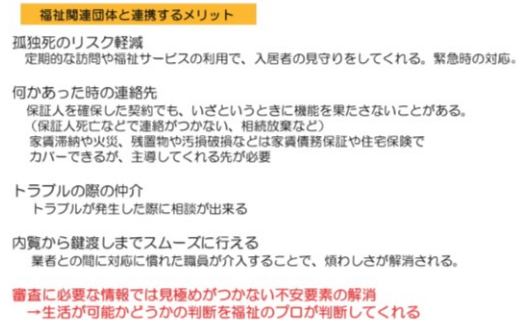 福祉関連団体と連携するメリット
孤独死のリスク軽減
定期的な訪問や福祉サービスの利用で、入居者の見守りをしてくれる。緊急時の対応。
何かあった時の連絡先
保証人を確保した契約でも、いざというときに機能を果たさないことがある。
（保証人死亡などで連絡がつかない、相続放棄など）
家賃滞納や火災、残置物や汚損破損などは家賃債務保証や住宅保険で
カバーできるが、主導してくれる先が必要
トラブルの際の仲介
トラブルが発生した際に相談が出来る
内覧から鍵渡しまでスムーズに行える
業者との間に対応に慣れた職員が介入することで、煩わしさが解消される。
審査に必要な情報では見極めがつかない不安要素の解消
→生活が可能かどうかの判断を福祉のプロが判断してくれる